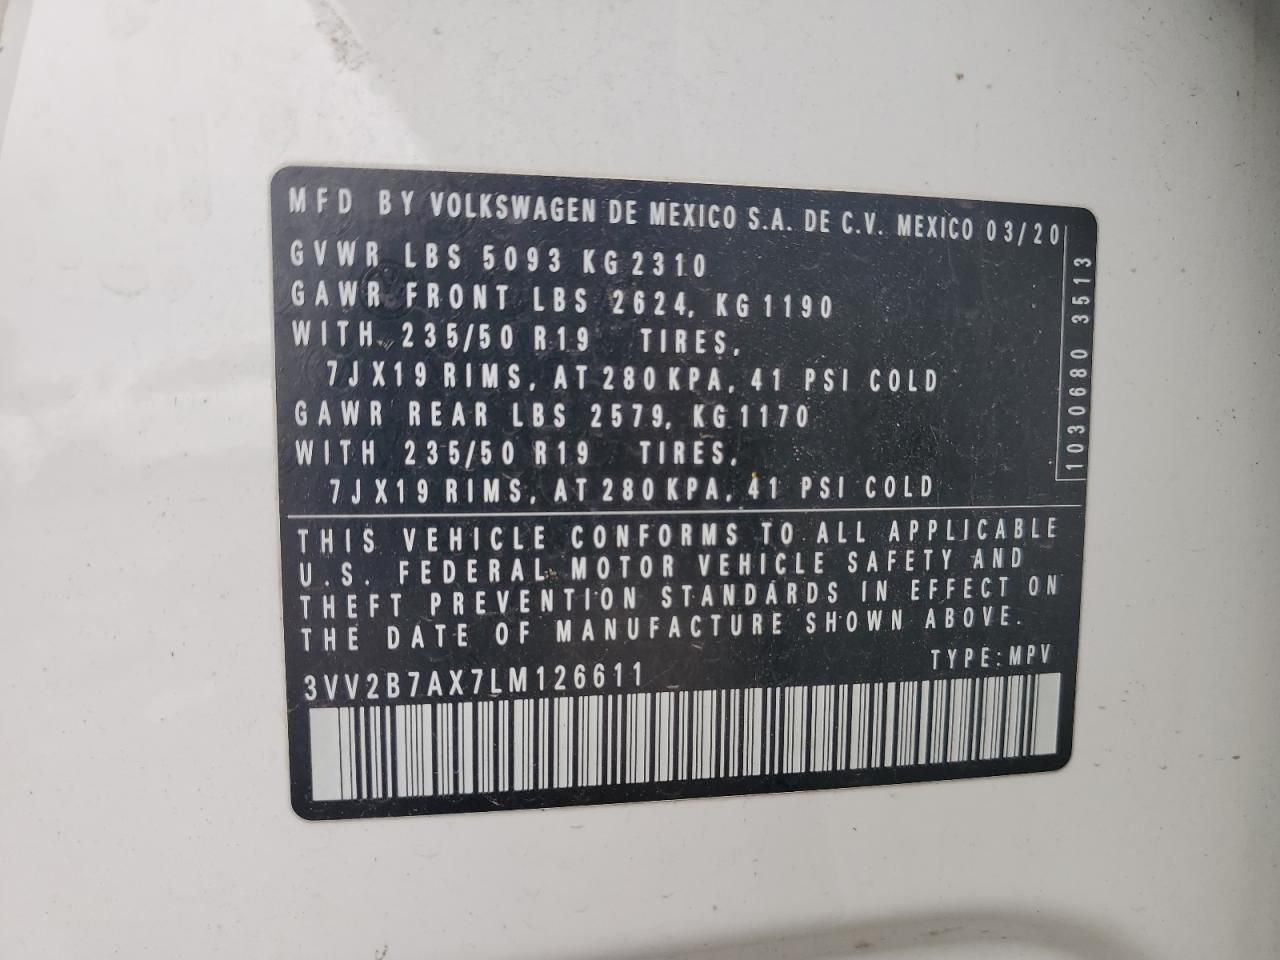 MFD BY VOLKSWAGEN DE MEXICO S.A. DE C.V. MEXICO 03/20
GVWR LBS 5093 KG 2310
GAWR FRONT LBS 2624, KG 1190
WITH 235/50 R19 TIRES,
7J X19 RIMS, AT 280 KPA, 41 PSI COLD
GAWR REAR LBS 2579, KG 1170
WITH 235/50 R19 TIRES,
7J X19 RIMS, AT 280 KPA, 41 PSI COLD
1030680 3513
THIS VEHICLE CONFORMS TO ALL APPLICABLE
U.S. FEDERAL MOTOR VEHICLE SAFETY AND
THEFT PREVENTION STANDARDS IN EFFECT ON
THE DATE OF MANUFACTURE SHOWN ABOVE.
TYPE: MPV
3VV2B7AX7LM126611